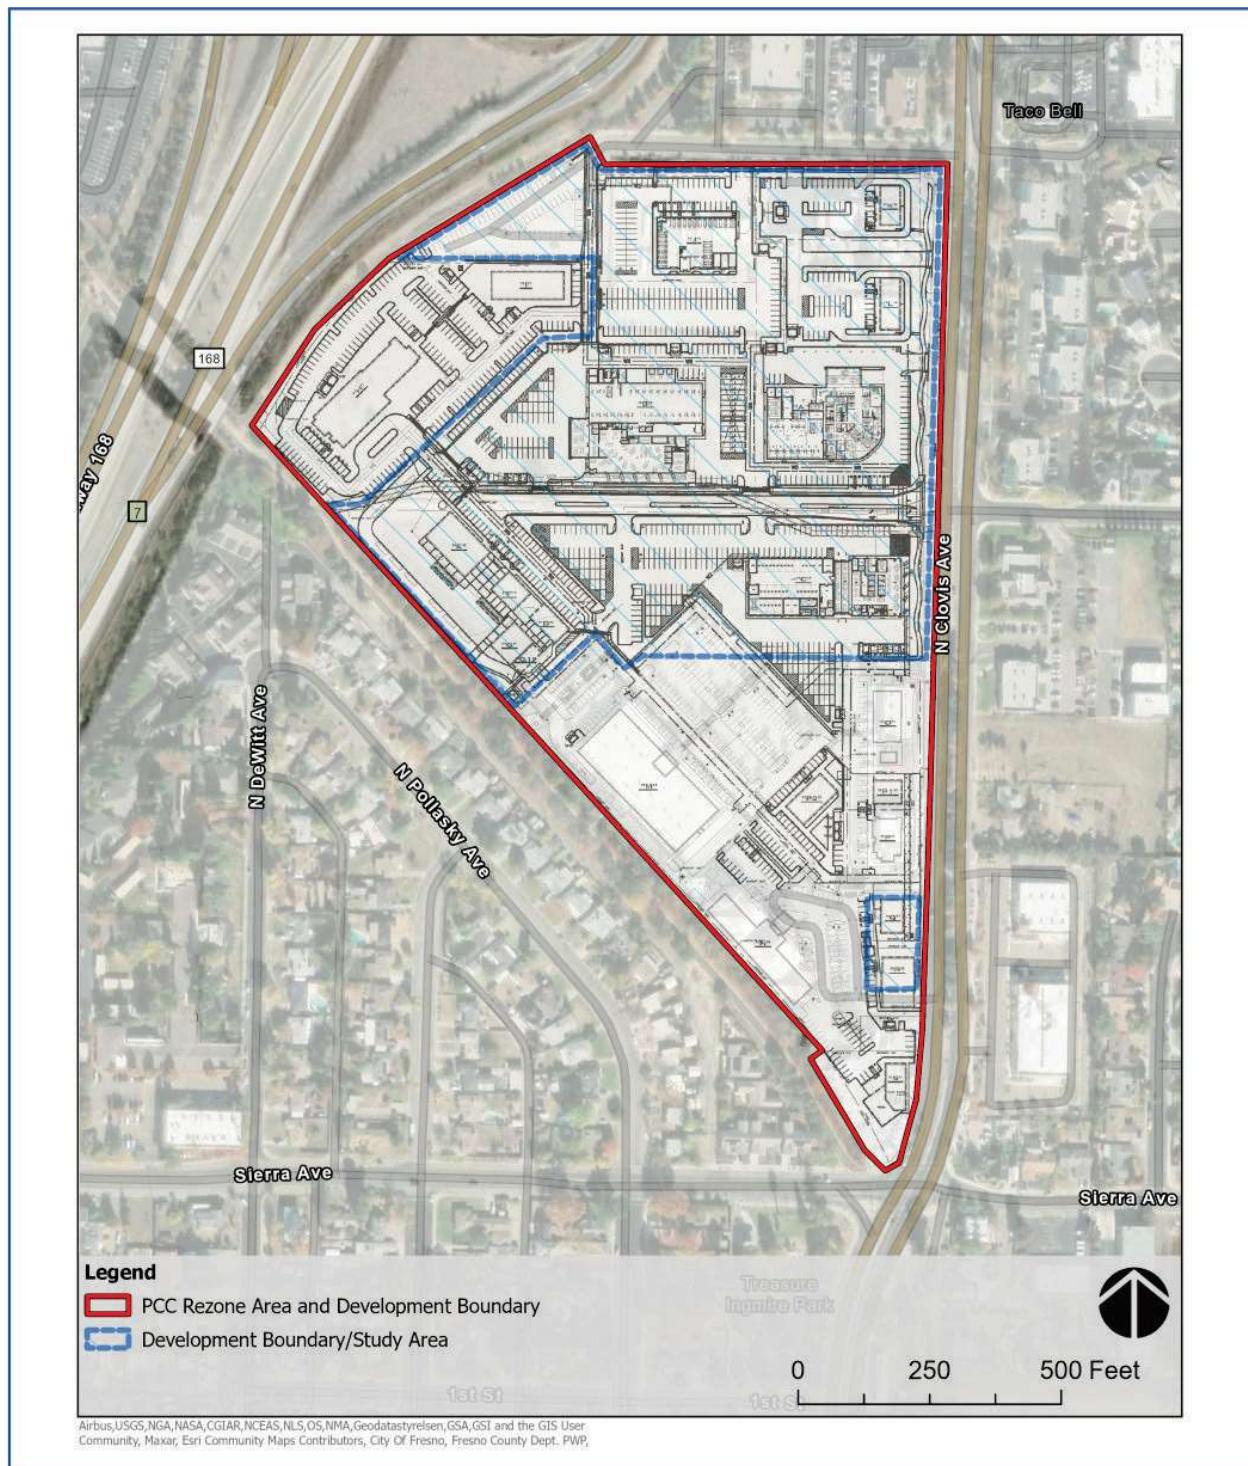 Taco Bell
168
7
way 168
N Clovis Ave
N DeWitt Ave
N Pollasky Ave
"M"
Sierra Ave
Sierra Ave
Legend
PCC Rezone Area and Development Boundary
Development Boundary/Study Area
Treasure
Ingmire Park
0 250 500 Feet
1st St
1st St
Airbus,USGS,NGA,NASA,CGIAR,NCEAS,NLS,OS,NMA,Geodatastyrelsen,GSA,GSI and the GIS User
Community, Maxar, Esri Community Maps Contributors, City Of Fresno, Fresno County Dept. PWP,